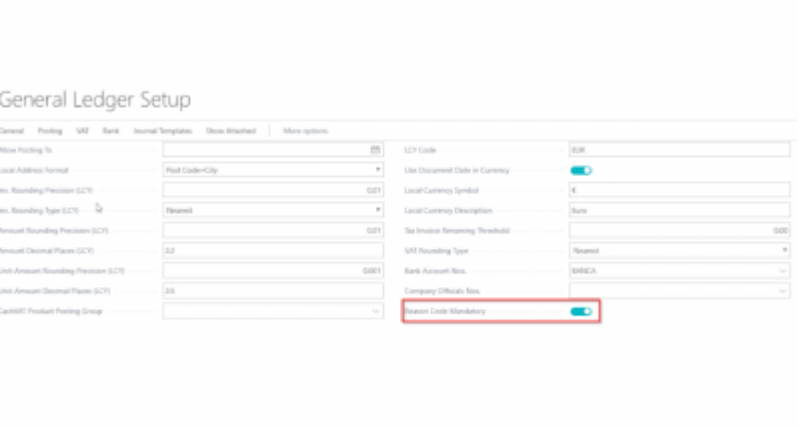 General Ledger Setup
General Posting VAT Bank Journal Templates Show Attached More options
Allow Posting To
LCY Code EUR
Local Address Format Post Code+City
Use Document Date in Currency
Inv. Rounding Precision (LCY) 0.01
Local Currency Symbol €
Inv. Rounding Type (LCY) Nearest
Local Currency Description Euro
Amount Rounding Precision (LCY) 0.01
Tax Invoice Renaming Threshold 0.00
Amount Decimal Places (LCY) 2:2
VAT Rounding Type Nearest
Unit-Amount Rounding Precision (LCY) 0.001
Bank Account Nos. BANCA
Unit-Amount Decimal Places (LCY) 2:5
Company Officials Nos.
CashVAT Product Posting Group
Reason Code Mandatory